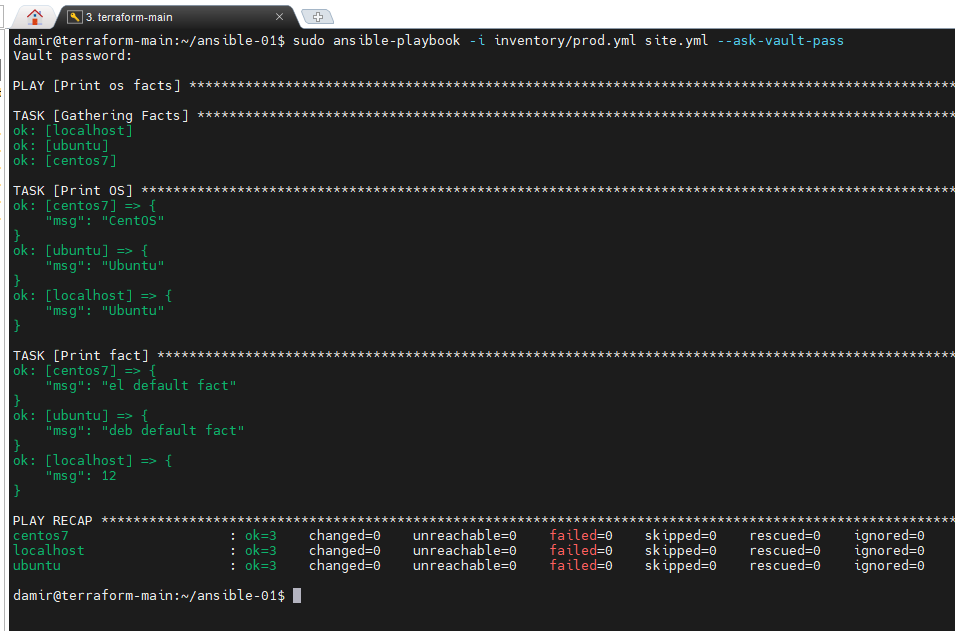 3. terraform-main
damir@terraform-main:~/ansible-01$ sudo ansible-playbook -i inventory/prod.yml site.yml --ask-vault-pass
Vault password:
PLAY [Print os facts] ************************************************************************************************
TASK [Gathering Facts] ***********************************************************************************************
ok: [localhost]
ok: [ubuntu]
ok: [centos7]
TASK [Print OS] ******************************************************************************************************
ok: [centos7] => {
    "msg": "CentOS"
}
ok: [ubuntu] => {
    "msg": "Ubuntu"
}
ok: [localhost] => {
    "msg": "Ubuntu"
}
TASK [Print fact] ****************************************************************************************************
ok: [centos7] => {
    "msg": "el default fact"
}
ok: [ubuntu] => {
    "msg": "deb default fact"
}
ok: [localhost] => {
    "msg": 12
}
PLAY RECAP ***********************************************************************************************************
centos7                    : ok=3    changed=0    unreachable=0    failed=0    skipped=0    rescued=0    ignored=0
localhost                  : ok=3    changed=0    unreachable=0    failed=0    skipped=0    rescued=0    ignored=0
ubuntu                     : ok=3    changed=0    unreachable=0    failed=0    skipped=0    rescued=0    ignored=0
damir@terraform-main:~/ansible-01$